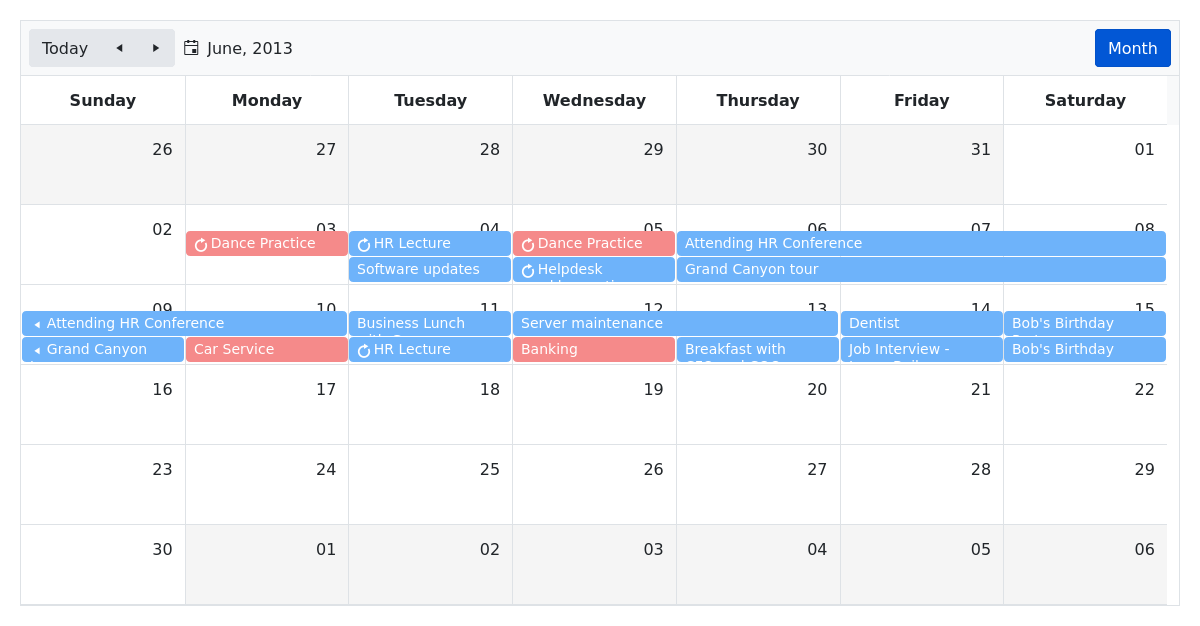 Today June, 2013 Month
Sunday Monday Tuesday Wednesday Thursday Friday Saturday
26 27 28 29 30 31 01
02 03 04 05 06 07 08
Dance Practice HR Lecture Dance Practice Attending HR Conference
Software updates Helpdesk Grand Canyon tour
09 10 11 12 13 14 15
Attending HR Conference Business Lunch Server maintenance Dentist Bob's Birthday
Grand Canyon Car Service HR Lecture Banking Breakfast with Job Interview - Bob's Birthday
16 17 18 19 20 21 22
23 24 25 26 27 28 29
30 01 02 03 04 05 06